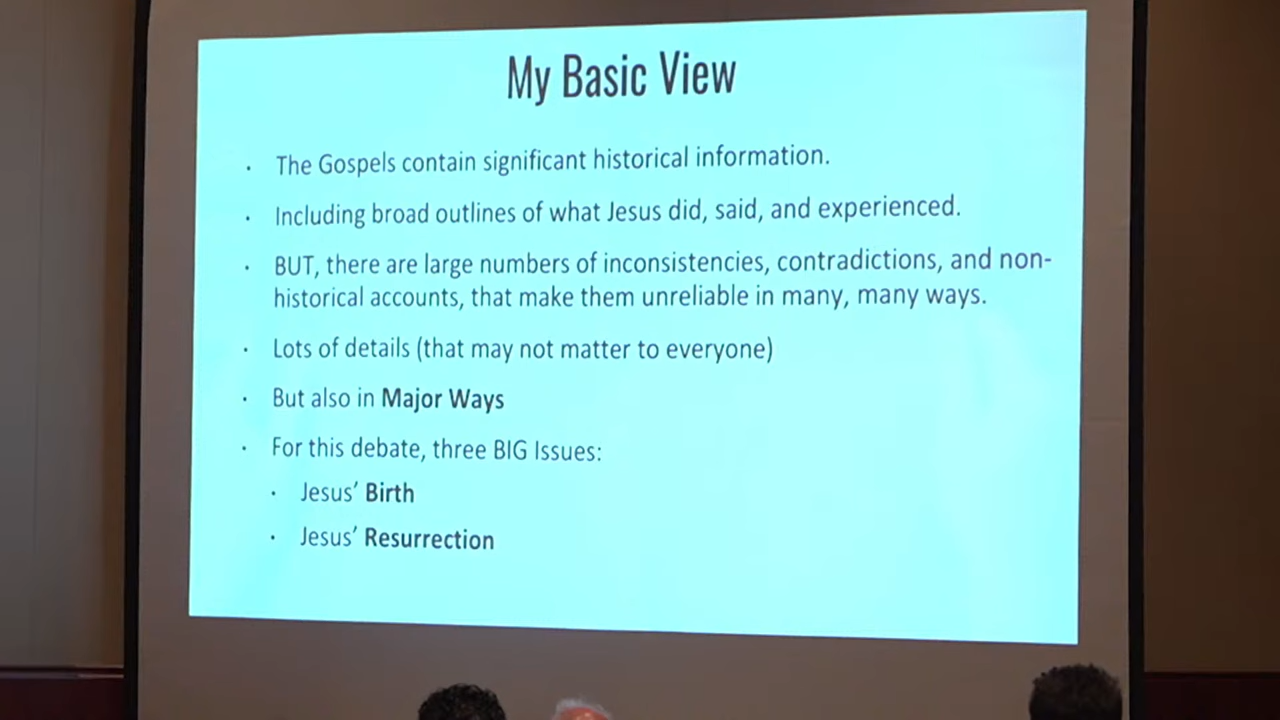 My Basic View
· The Gospels contain significant historical information.
· Including broad outlines of what Jesus did, said, and experienced.
· BUT, there are large numbers of inconsistencies, contradictions, and non-
historical accounts, that make them unreliable in many, many ways.
· Lots of details (that may not matter to everyone)
· But also in Major Ways
· For this debate, three BIG Issues:
· Jesus’ Birth
· Jesus’ Resurrection